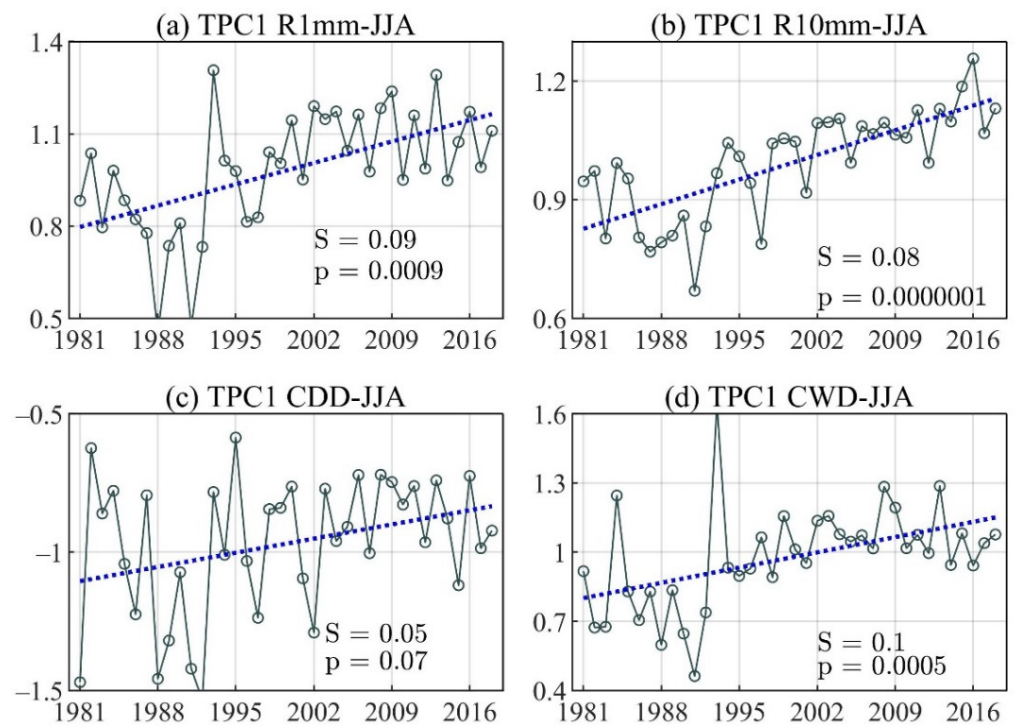 (a) TPC1 R1mm-JJA
1.4
1.1
0.8
0.5
S = 0.09
p = 0.0009
1981 1988 1995 2002 2009 2016
(b) TPC1 R10mm-JJA
1.2
0.9
0.6
S = 0.08
p = 0.0000001
1981 1988 1995 2002 2009 2016
(c) TPC1 CDD-JJA
−0.5
−1
−1.5
S = 0.05
p = 0.07
1981 1988 1995 2002 2009 2016
(d) TPC1 CWD-JJA
1.6
1.3
1
0.7
0.4
S = 0.1
p = 0.0005
1981 1988 1995 2002 2009 2016